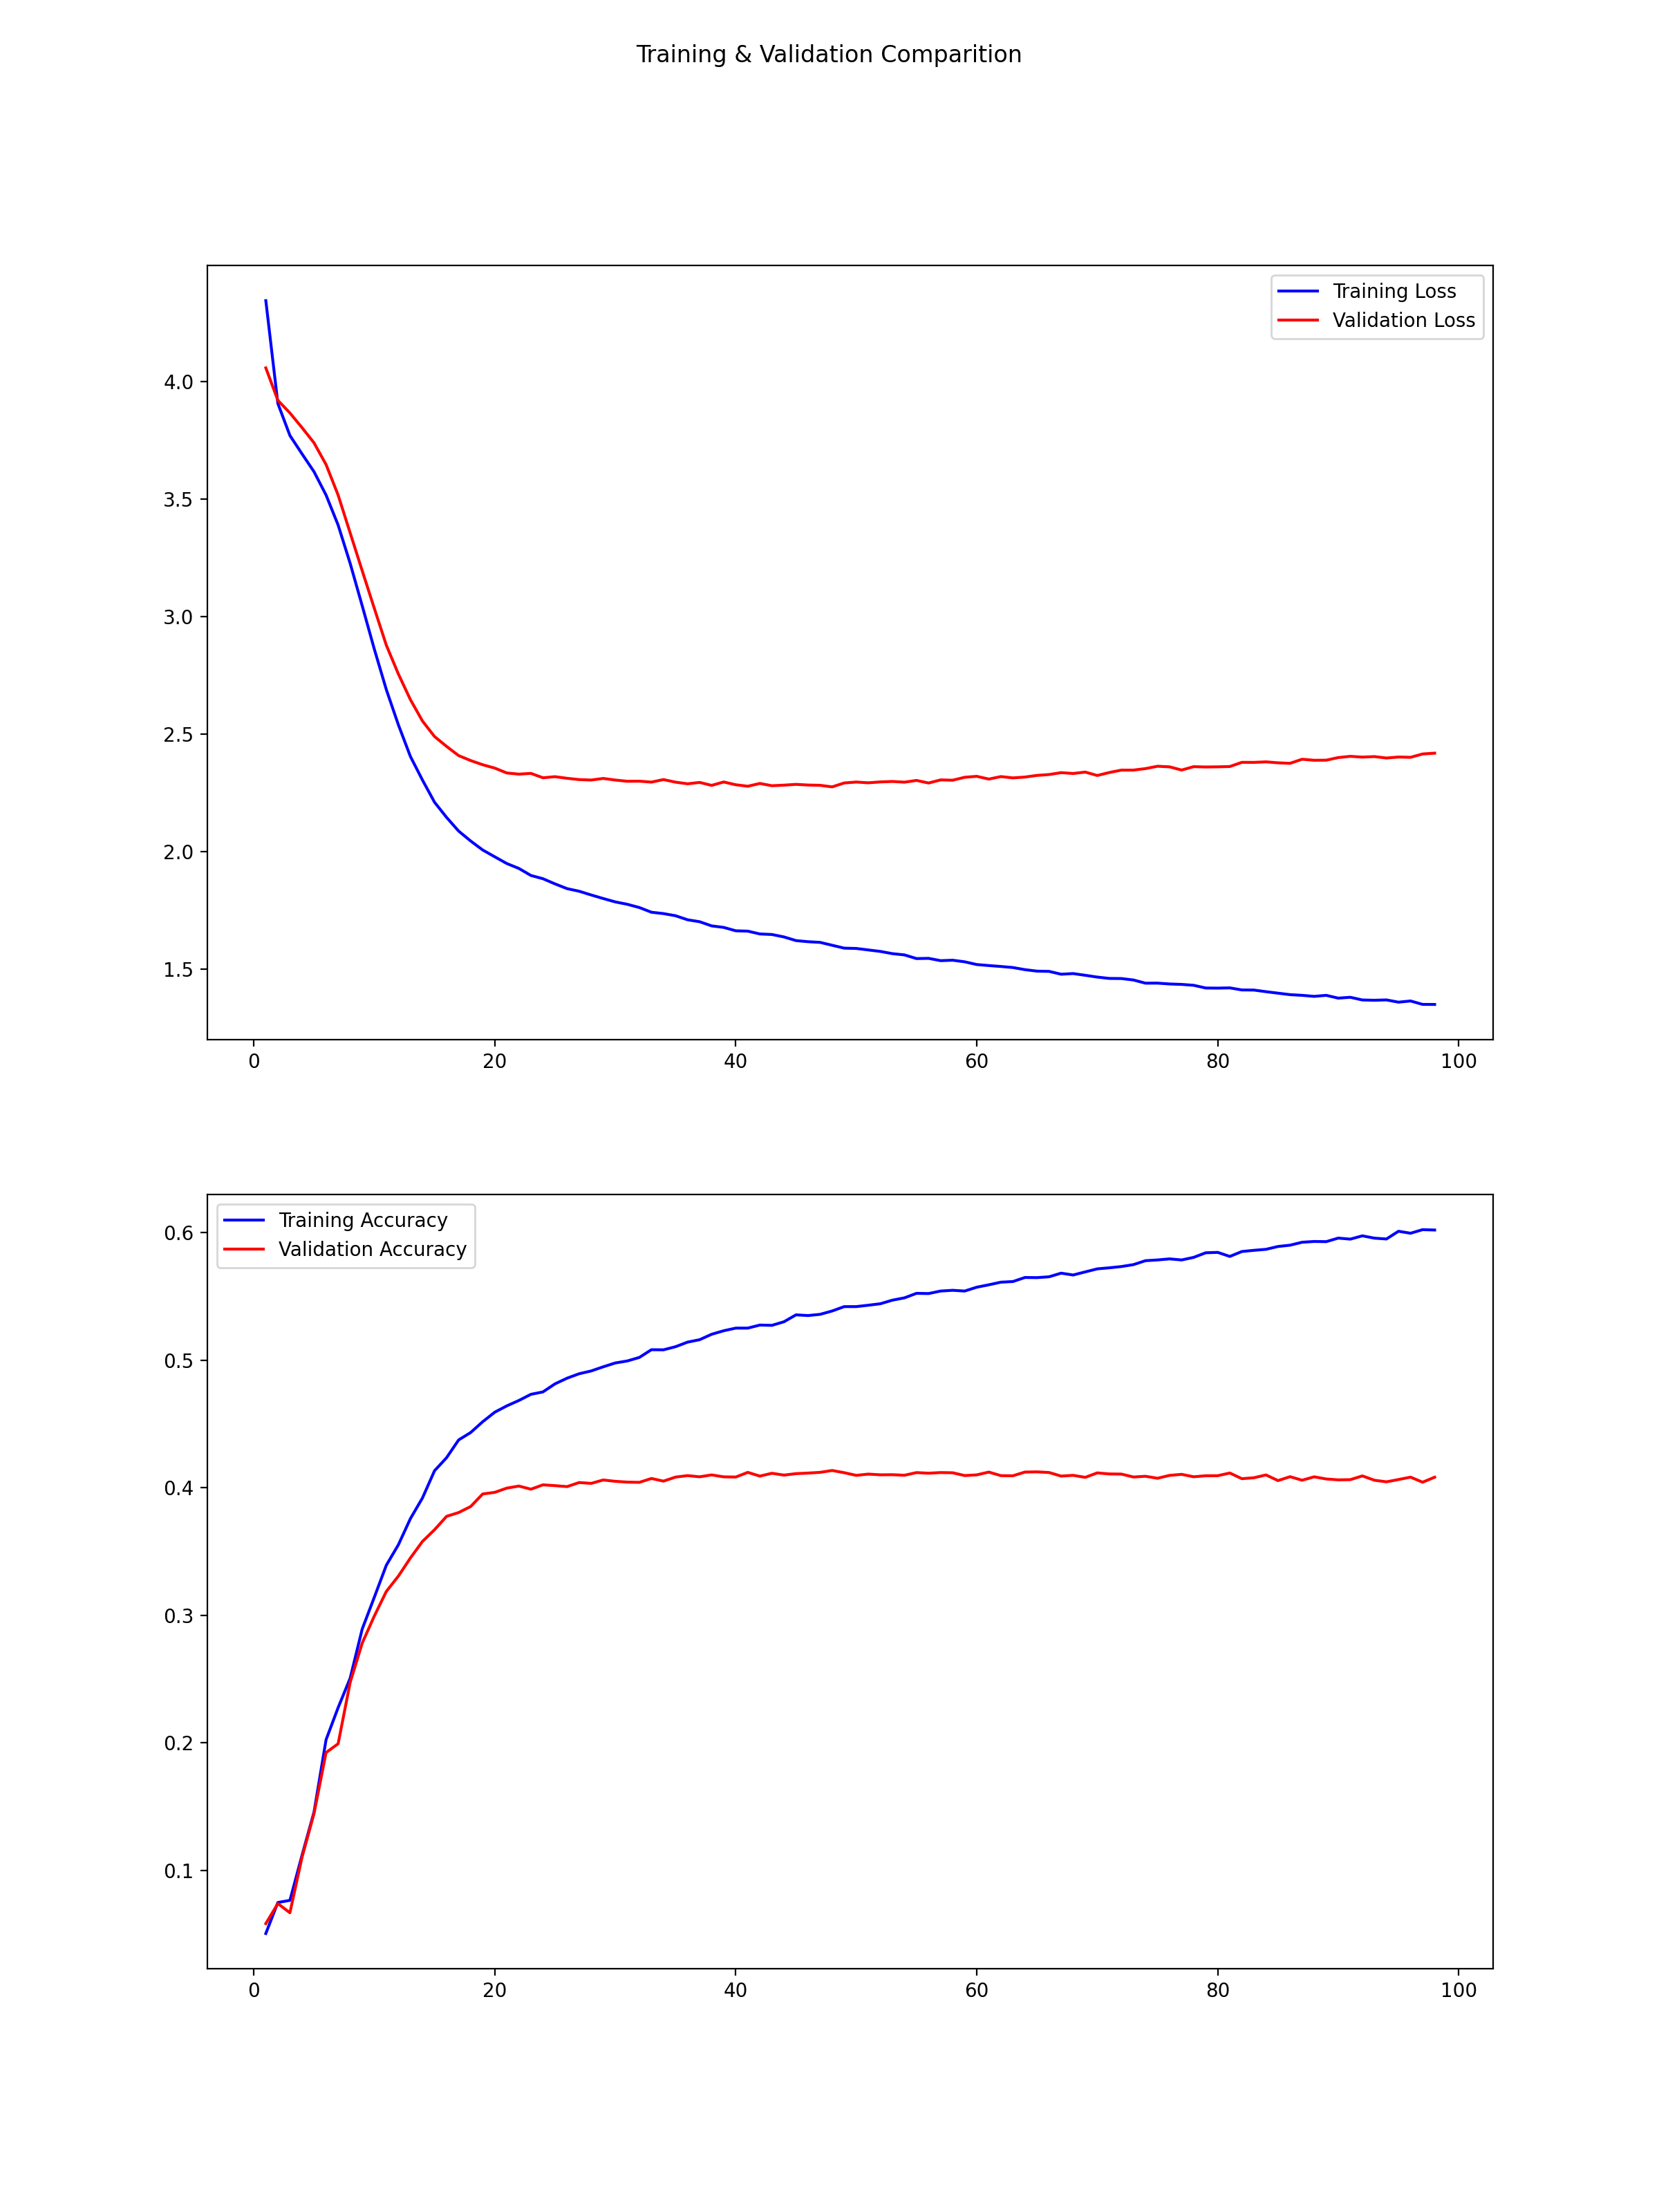 Training & Validation Comparition
Training Loss
Validation Loss
4.0
3.5
3.0
2.5
2.0
1.5
0 20 40 60 80 100
Training Accuracy
Validation Accuracy
0.6
0.5
0.4
0.3
0.2
0.1
0 20 40 60 80 100